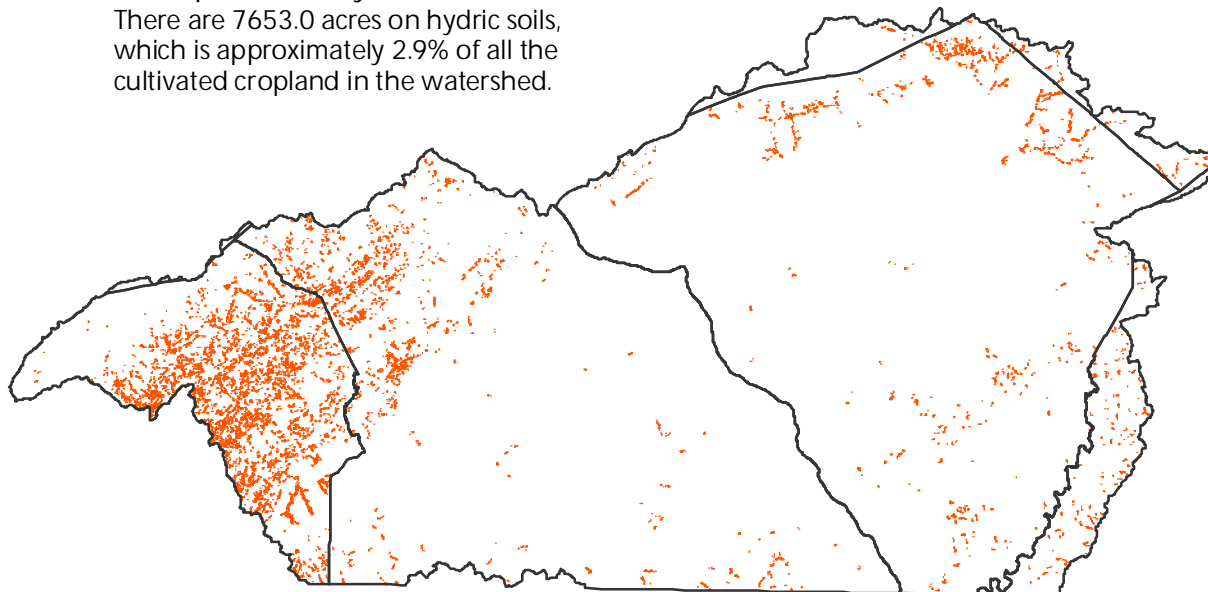 There are 7653.0 acres on hydric soils,
which is approximately 2.9% of all the
cultivated cropland in the watershed.